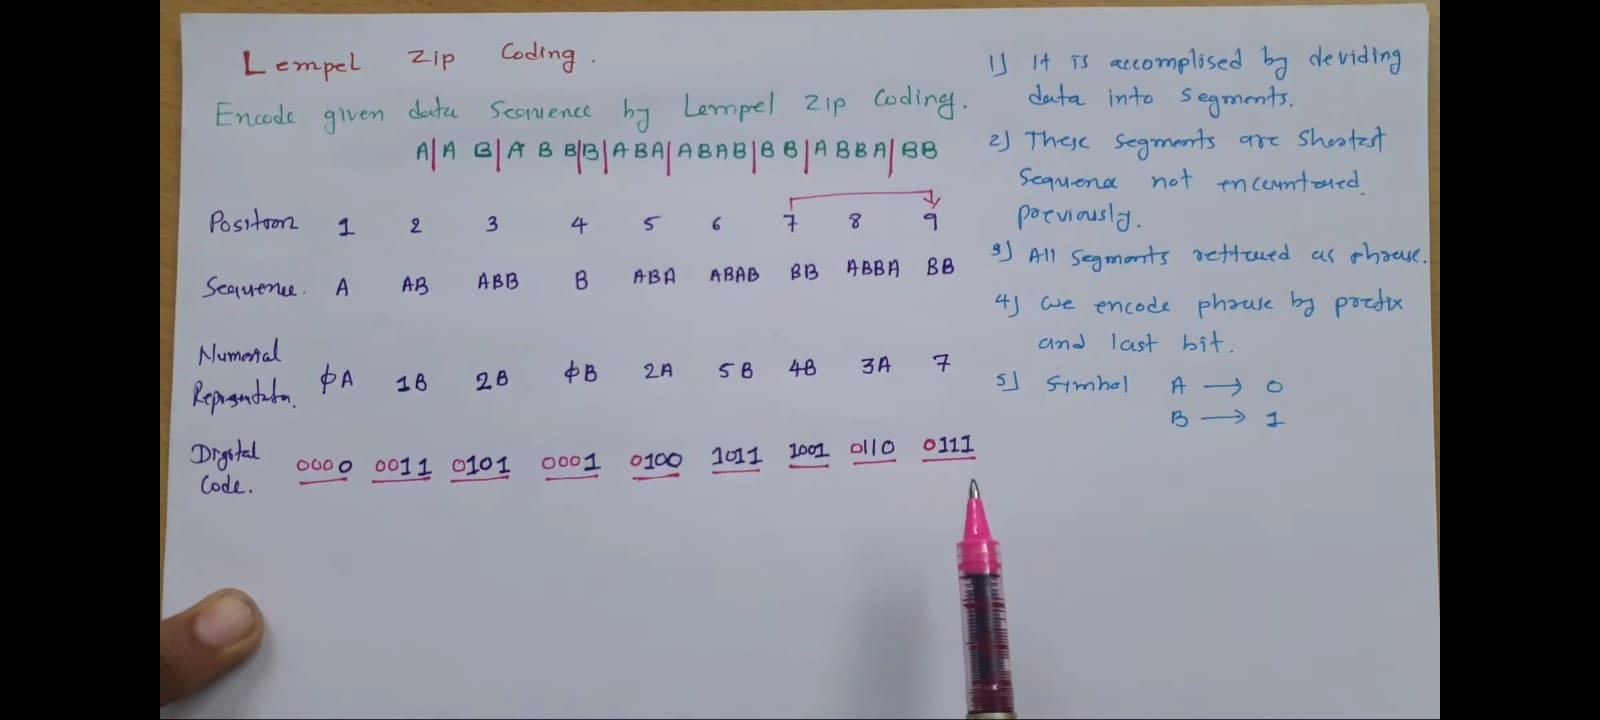 Lempel Zip Coding.
Encode given data sequence by Lempel Zip Coding.
A|A B|A B B|B|A B A|A B A B|B B|A B B A|B B
Position 1 2 3 4 5 6 7 8 9
Sequence. A AB ABB B ABA ABAB BB ABBA BB
Numerial
Representation. ϕA 1B 2B ϕB 2A 5B 4B 3A 7
Digital
Code. 0000 0011 0101 0001 0100 1011 1001 0110 0111
1) It is accomplised by deviding
data into segments.
2) These segments are shortest
sequence not encountered
previously.
3) All segments reffered as phrase.
4) We encode phrase by prefix
and last bit.
5) Symbol A → 0
B → 1